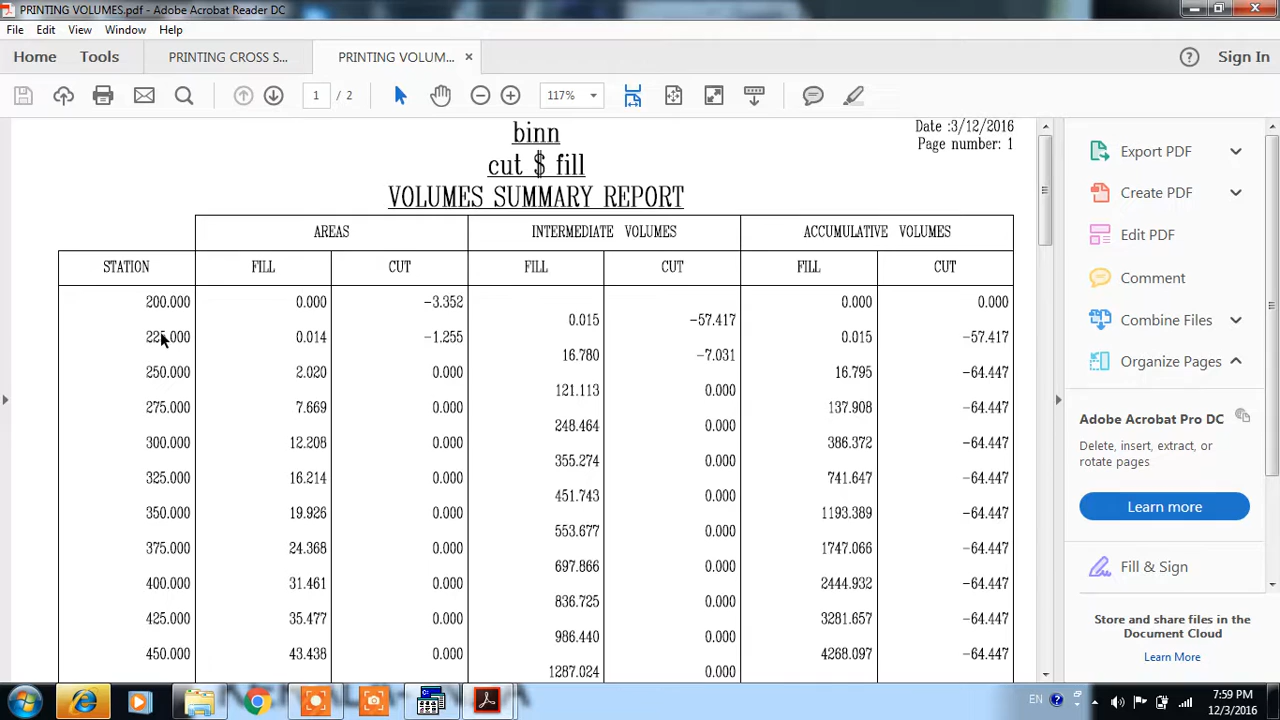 PRINTING VOLUMES.pdf - Adobe Acrobat Reader DC
File Edit View Window Help
Home Tools PRINTING CROSS S... PRINTING VOLUM... × Sign In
1 / 2 117%
binn
cut $ fill
VOLUMES SUMMARY REPORT
Date :3/12/2016
Page number: 1
AREAS INTERMEDIATE VOLUMES ACCUMULATIVE VOLUMES
STATION FILL CUT FILL CUT FILL CUT
200.000 0.000 -3.352 0.000 0.000
0.015 -57.417
225.000 0.014 -1.255 0.015 -57.417
16.780 -7.031
250.000 2.020 0.000 16.795 -64.447
121.113 0.000
275.000 7.669 0.000 137.908 -64.447
248.464 0.000
300.000 12.208 0.000 386.372 -64.447
355.274 0.000
325.000 16.214 0.000 741.647 -64.447
451.743 0.000
350.000 19.926 0.000 1193.389 -64.447
553.677 0.000
375.000 24.368 0.000 1747.066 -64.447
697.866 0.000
400.000 31.461 0.000 2444.932 -64.447
836.725 0.000
425.000 35.477 0.000 3281.657 -64.447
986.440 0.000
450.000 43.438 0.000 4268.097 -64.447
1287.024 0.000
Export PDF
Create PDF
Edit PDF
Comment
Combine Files
Organize Pages
Adobe Acrobat Pro DC
Delete, insert, extract, or
rotate pages
Learn more
Fill & Sign
Store and share files in the
Document Cloud
Learn More
EN 7:59 PM
12/3/2016